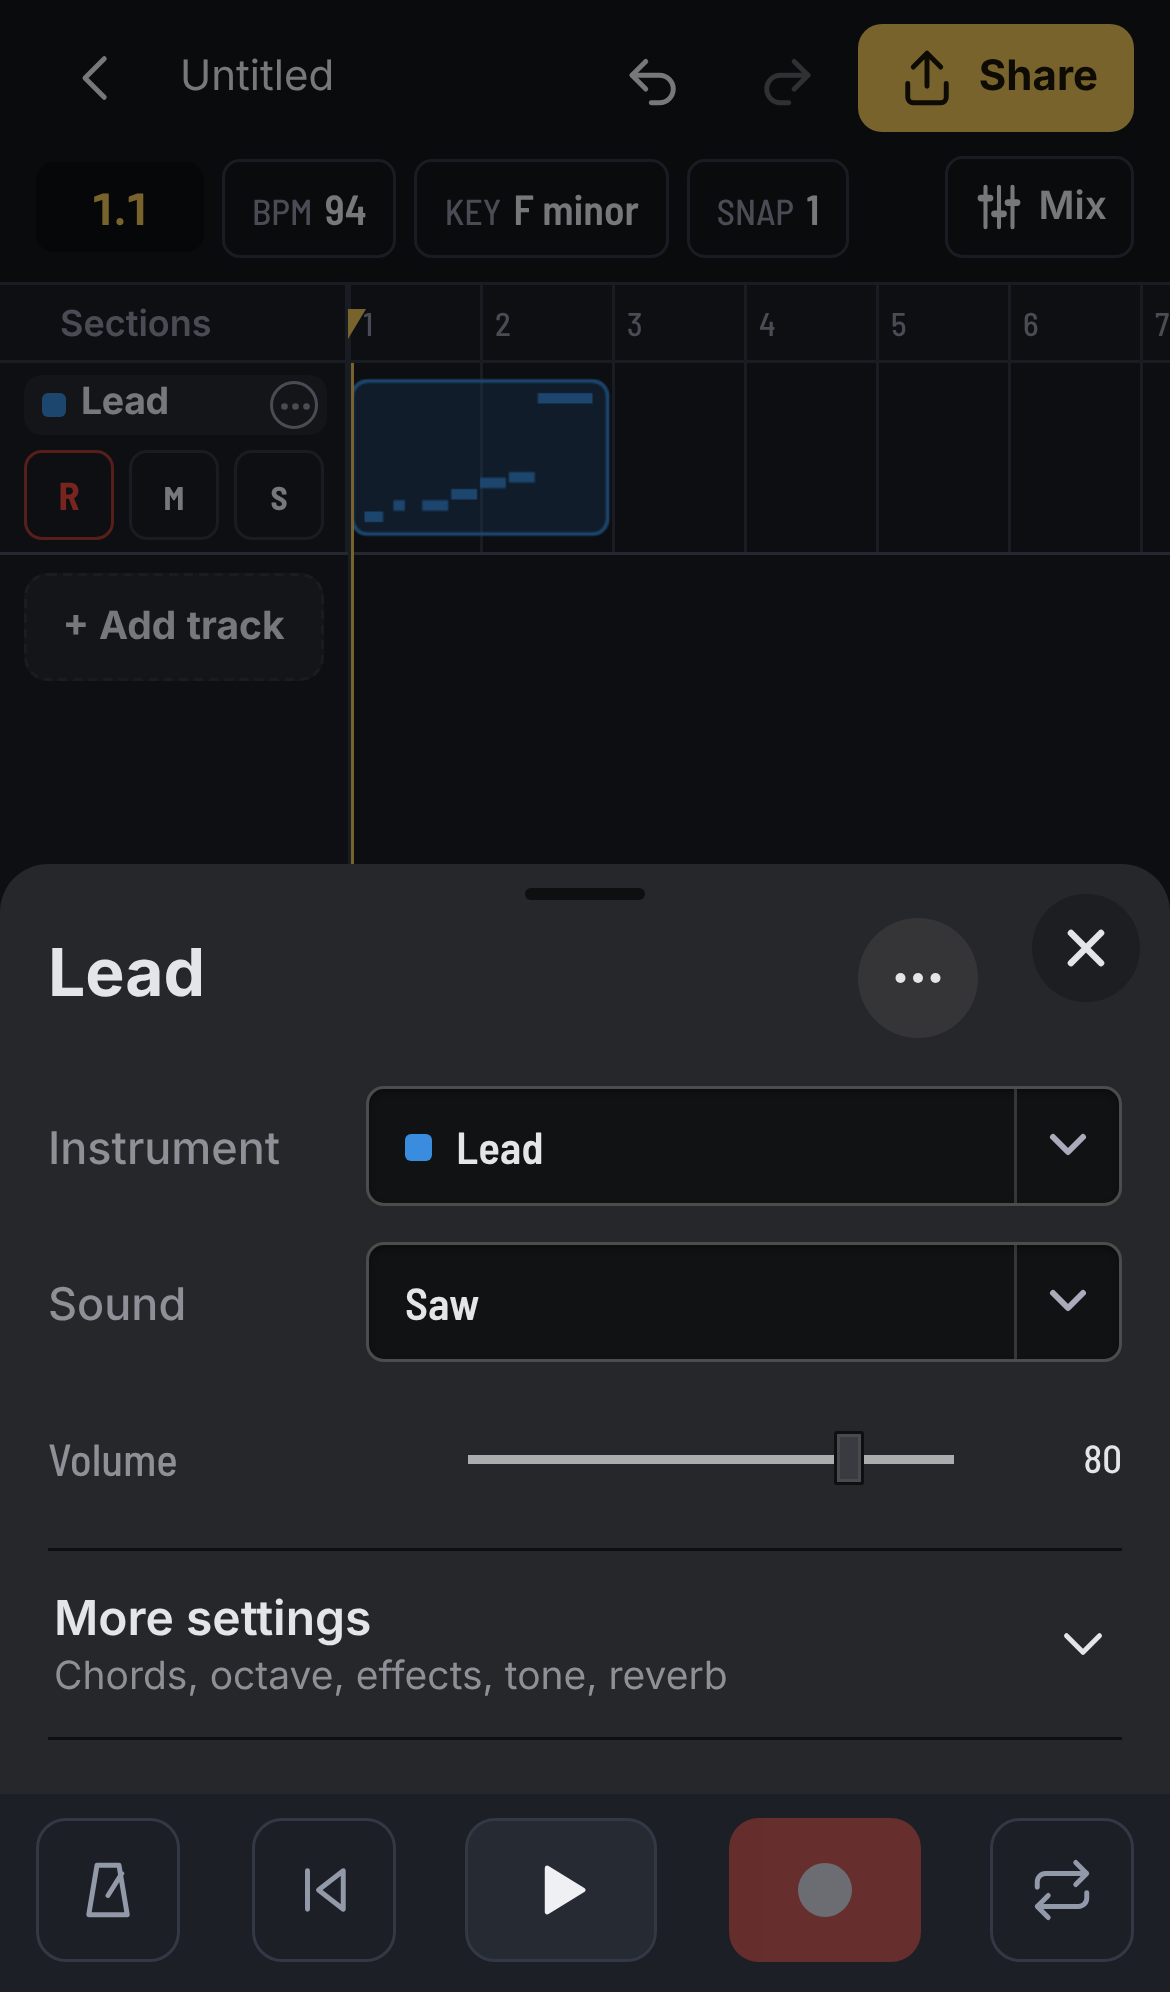 Untitled
Share
1.1
BPM 94
KEY F minor
SNAP 1
Mix
Sections
1 2 3 4 5 6 7
Lead
R M S
+ Add track
Lead
Instrument
Lead
Sound
Saw
Volume
80
More settings
Chords, octave, effects, tone, reverb